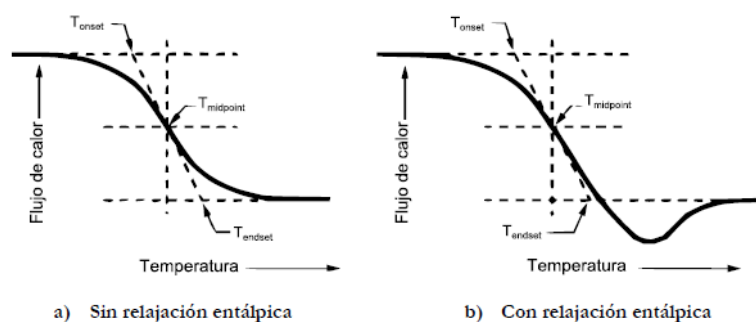 Tonset
Tmidpoint
Flujo de calor
Tendset
Temperatura
a) Sin relajación entálpica
Tonset
Tmidpoint
Flujo de calor
Tendset
Temperatura
b) Con relajación entálpica